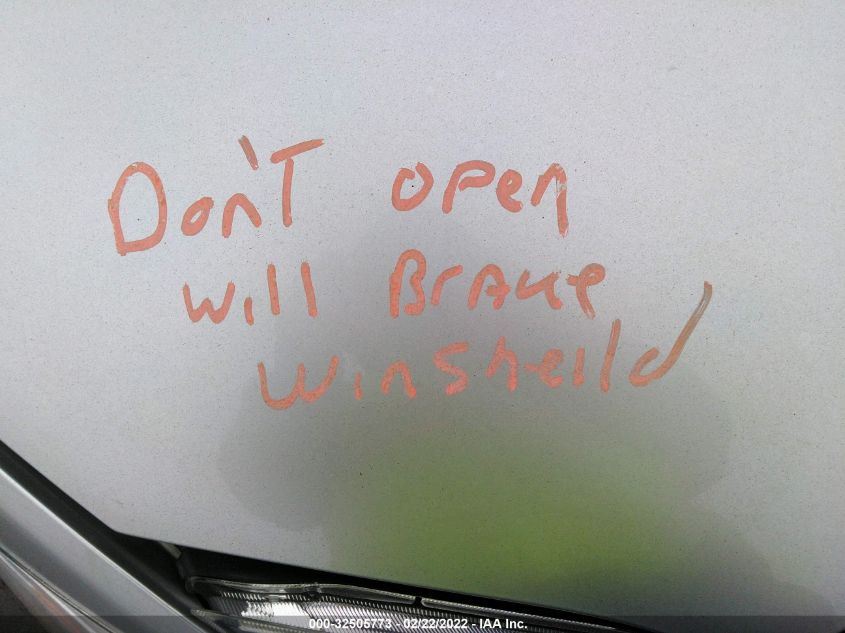 Don't open
will Brake
winsheild
000-32505773 - 02/22/2022 - IAA Inc.